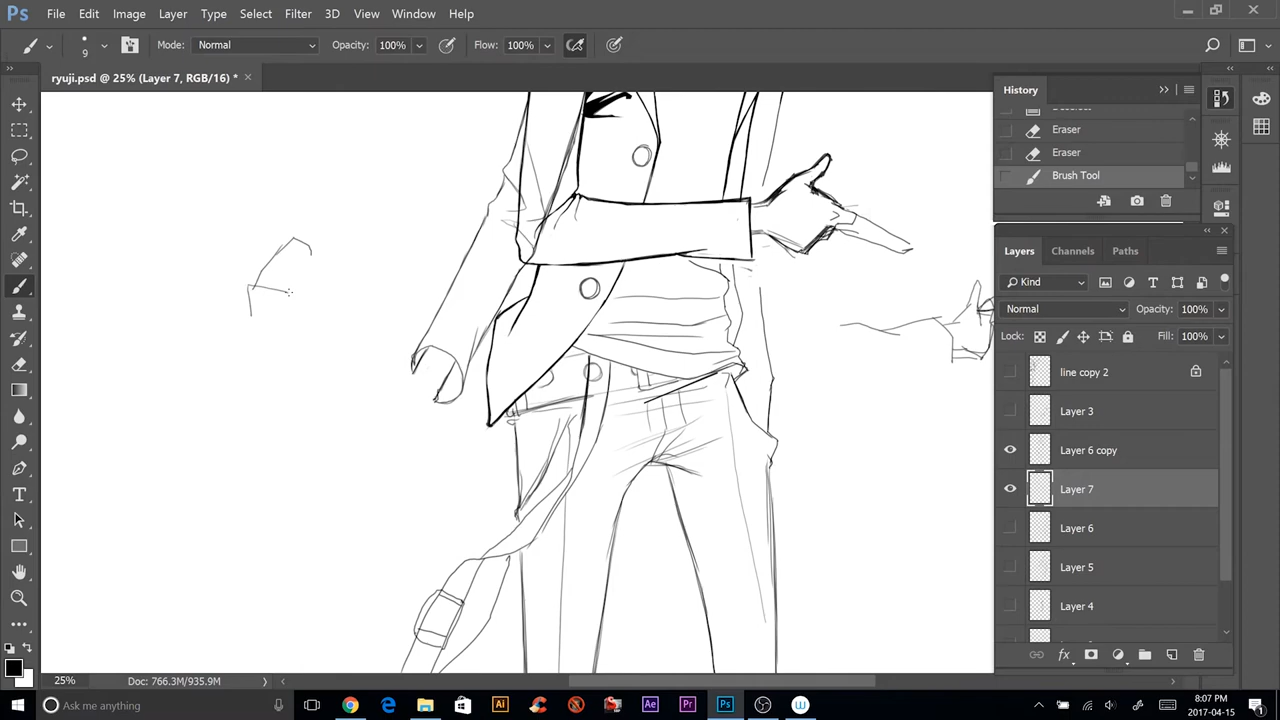 Ps File Edit Image Layer Type Select Filter 3D View Window Help
9 Mode: Normal Opacity: 100% Flow: 100%
ryuji.psd @ 25% (Layer 7, RGB/16) *
History
Eraser
Eraser
Brush Tool
Layers Channels Paths
Kind
Normal Opacity: 100%
Lock: Fill: 100%
line copy 2
Layer 3
Layer 6 copy
Layer 7
Layer 6
Layer 5
Layer 4
25% Doc: 766.3M/935.9M
Ask me anything
8:07 PM
2017-04-15